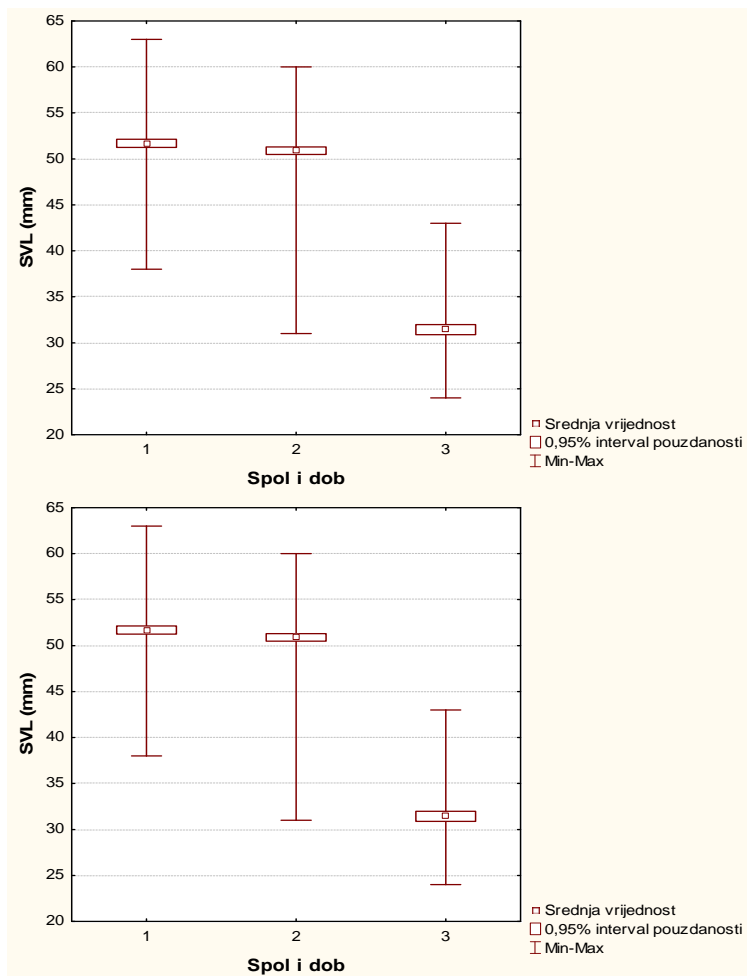 65
60
55
50
45
40
35
30
25
20
SVL (mm)
1 2 3
Spol i dob
Srednja vrijednost
0,95% interval pouzdanosti
Min-Max
65
60
55
50
45
40
35
30
25
20
SVL (mm)
1 2 3
Spol i dob
Srednja vrijednost
0,95% interval pouzdanosti
Min-Max